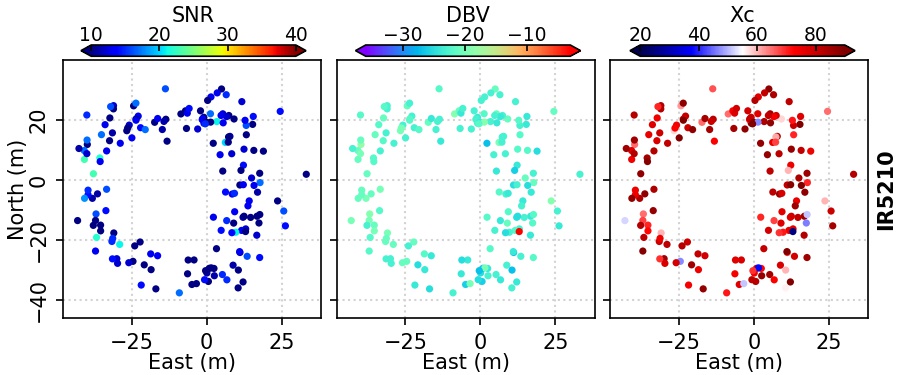 SNR DBV Xc
10 20 30 40 −30 −20 −10 20 40 60 80
20
0
−20
−40
North (m)
−25 0 25 −25 0 25 −25 0 25
East (m) East (m) East (m)
IR5210